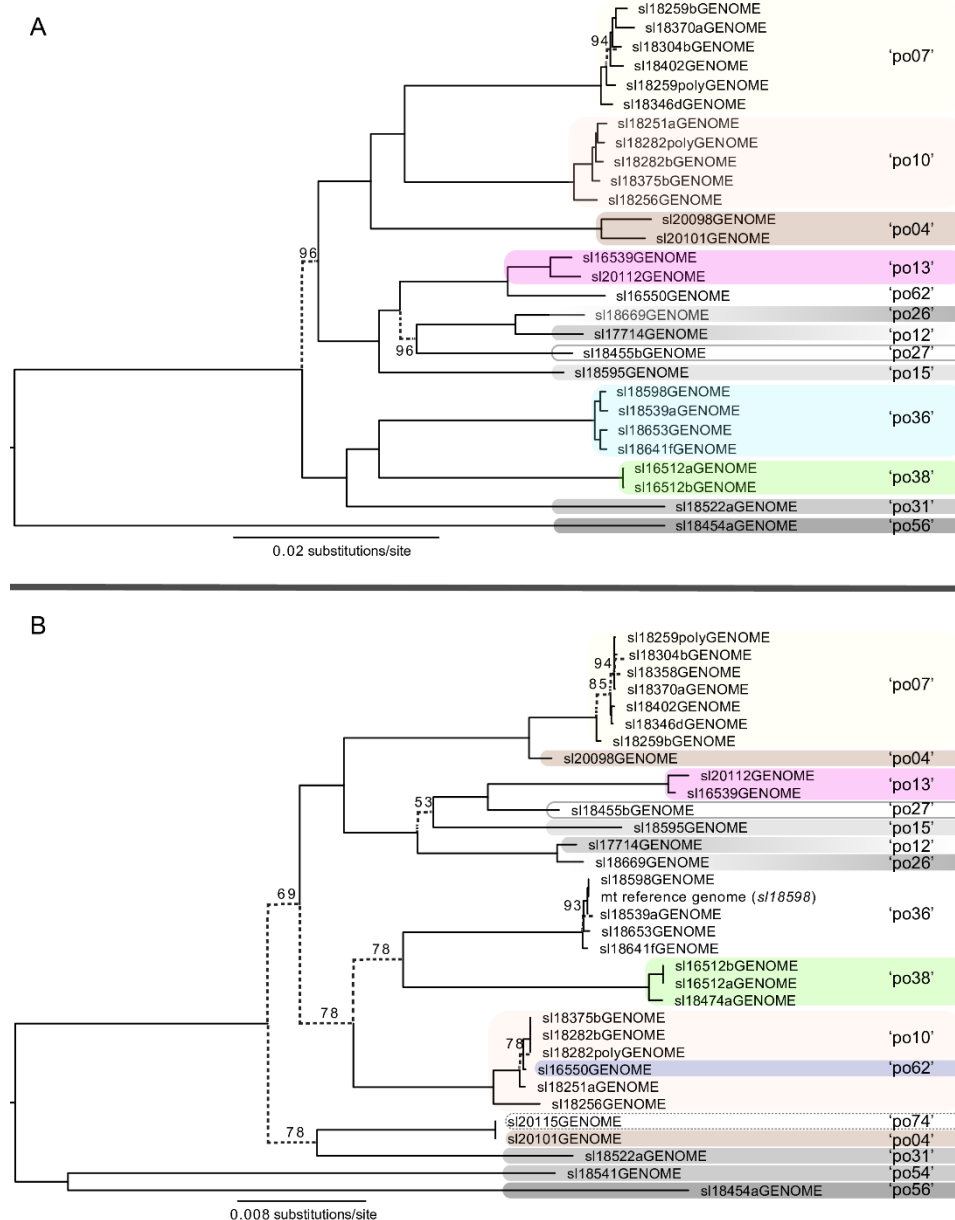 A
sl18259bGENOME
sl18370aGENOME
94
sl18304bGENOME
'po07'
sl18402GENOME
sl18259polyGENOME
sl18346dGENOME
sl18251aGENOME
sl18282polyGENOME
sl18282bGENOME
'po10'
sl18375bGENOME
sl18256GENOME
sl20098GENOME
'po04'
sl20101GENOME
96
sl16539GENOME
'po13'
sl20112GENOME
sl16550GENOME
'po62'
sl18669GENOME
'po26'
sl17714GENOME
'po12'
96
sl18455bGENOME
'po27'
sl18595GENOME
'po15'
sl18598GENOME
sl18539aGENOME
'po36'
sl18653GENOME
sl18641fGENOME
sl16512aGENOME
'po38'
sl16512bGENOME
sl18522aGENOME
'po31'
sl18454aGENOME
'po56'
0.02 substitutions/site
B
sl18259polyGENOME
sl18304bGENOME
94
sl18358GENOME
'po07'
85
sl18370aGENOME
sl18402GENOME
sl18346dGENOME
sl18259bGENOME
sl20098GENOME
'po04'
sl20112GENOME
'po13'
sl16539GENOME
53
sl18455bGENOME
'po27'
sl18595GENOME
'po15'
sl17714GENOME
'po12'
sl18669GENOME
'po26'
sl18598GENOME
69
mt reference genome (sl18598)
'po36'
93
sl18539aGENOME
sl18653GENOME
sl18641fGENOME
78
sl16512bGENOME
sl16512aGENOME
'po38'
sl18474aGENOME
78
sl18375bGENOME
sl18282bGENOME
'po10'
78
sl18282polyGENOME
sl16550GENOME
'po62'
sl18251aGENOME
sl18256GENOME
sl20115GENOME
'po74'
78
sl20101GENOME
'po04'
sl18522aGENOME
'po31'
sl18541GENOME
'po54'
sl18454aGENOME
'po56'
0.008 substitutions/site